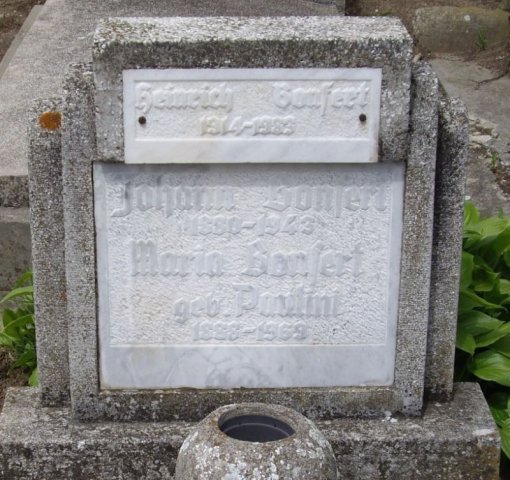 Heinrich Bonfert
1914-1983
Johann Bonfert
1880-1943
Maria Bonfert
geb. Paulini
1888-1969